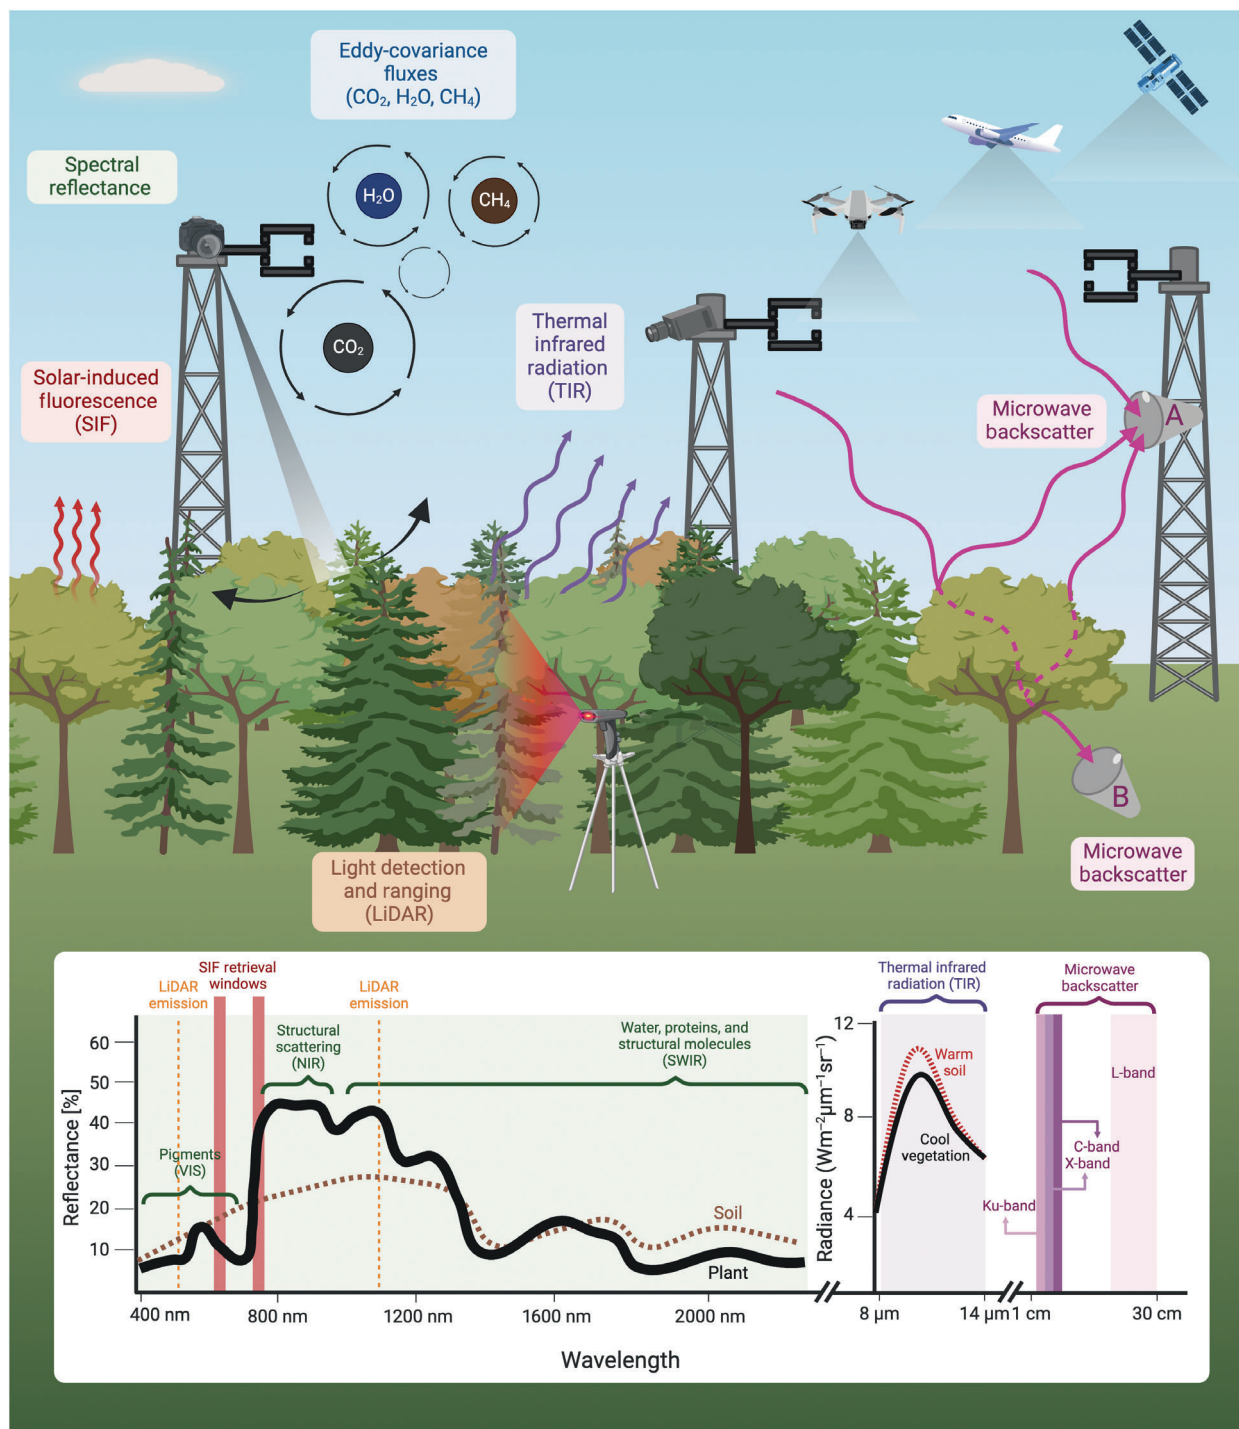 Eddy-covariance
fluxes
(CO₂, H₂O, CH₄)
Spectral
reflectance
H₂O
CH₄
CO₂
Thermal
infrared
radiation
(TIR)
Solar-induced
fluorescence
(SIF)
Microwave
backscatter
A
B
Microwave
backscatter
Light detection
and ranging
(LiDAR)
SIF retrieval
windows
LiDAR
emission
LiDAR
emission
Structural
scattering
(NIR)
Water, proteins, and
structural molecules
(SWIR)
Pigments
(VIS)
Soil
Plant
Reflectance [%]
60
50
40
30
20
10
400 nm
800 nm
1200 nm
1600 nm
2000 nm
Thermal infrared
radiation (TIR)
Warm
soil
Cool
vegetation
Radiance (Wm⁻²µm⁻¹sr⁻¹)
12
8
4
8 µm
14 µm
Microwave
backscatter
L-band
C-band
X-band
Ku-band
1 cm
30 cm
Wavelength